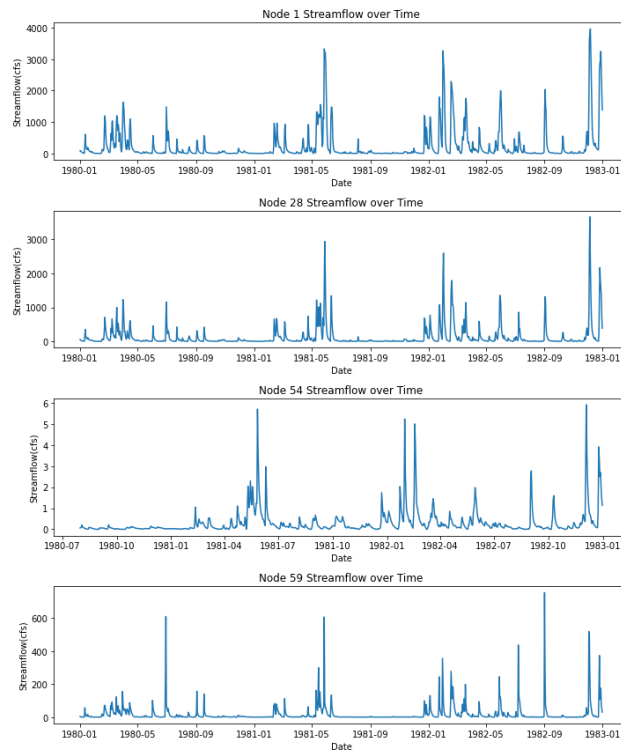 Node 1 Streamflow over Time
Streamflow(cfs)
4000
3000
2000
1000
0
1980-01 1980-05 1980-09 1981-01 1981-05 1981-09 1982-01 1982-05 1982-09 1983-01
Date
Node 28 Streamflow over Time
Streamflow(cfs)
3000
2000
1000
0
1980-01 1980-05 1980-09 1981-01 1981-05 1981-09 1982-01 1982-05 1982-09 1983-01
Date
Node 54 Streamflow over Time
Streamflow(cfs)
6
5
4
3
2
1
0
1980-07 1980-10 1981-01 1981-04 1981-07 1981-10 1982-01 1982-04 1982-07 1982-10 1983-01
Date
Node 59 Streamflow over Time
Streamflow(cfs)
600
400
200
0
1980-01 1980-05 1980-09 1981-01 1981-05 1981-09 1982-01 1982-05 1982-09 1983-01
Date